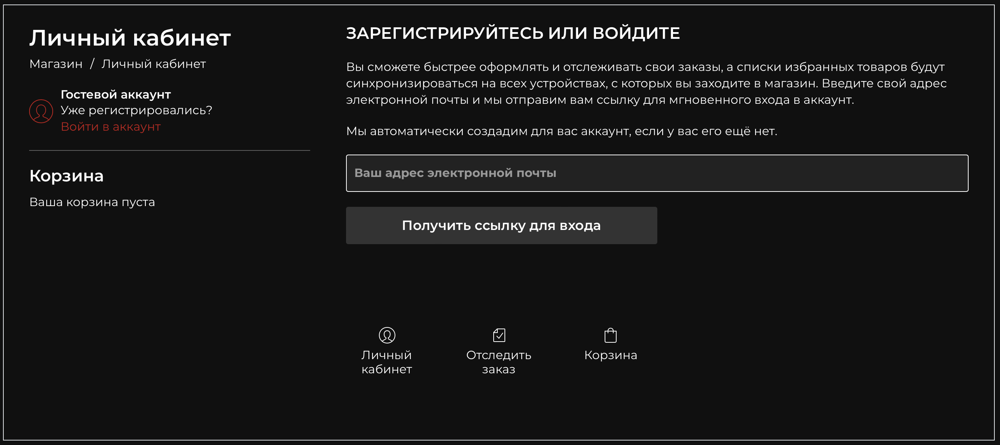 Личный кабинет
Магазин / Личный кабинет
Гостевой аккаунт
Уже регистрировались?
Войти в аккаунт
Корзина
Ваша корзина пуста
ЗАРЕГИСТРИРУЙТЕСЬ ИЛИ ВОЙДИТЕ
Вы сможете быстрее оформлять и отслеживать свои заказы, а списки избранных товаров будут
синхронизироваться на всех устройствах, с которых вы заходите в магазин. Введите свой адрес
электронной почты и мы отправим вам ссылку для мгновенного входа в аккаунт.
Мы автоматически создадим для вас аккаунт, если у вас его ещё нет.
Ваш адрес электронной почты
Получить ссылку для входа
Личный
кабинет
Отследить
заказ
Корзина